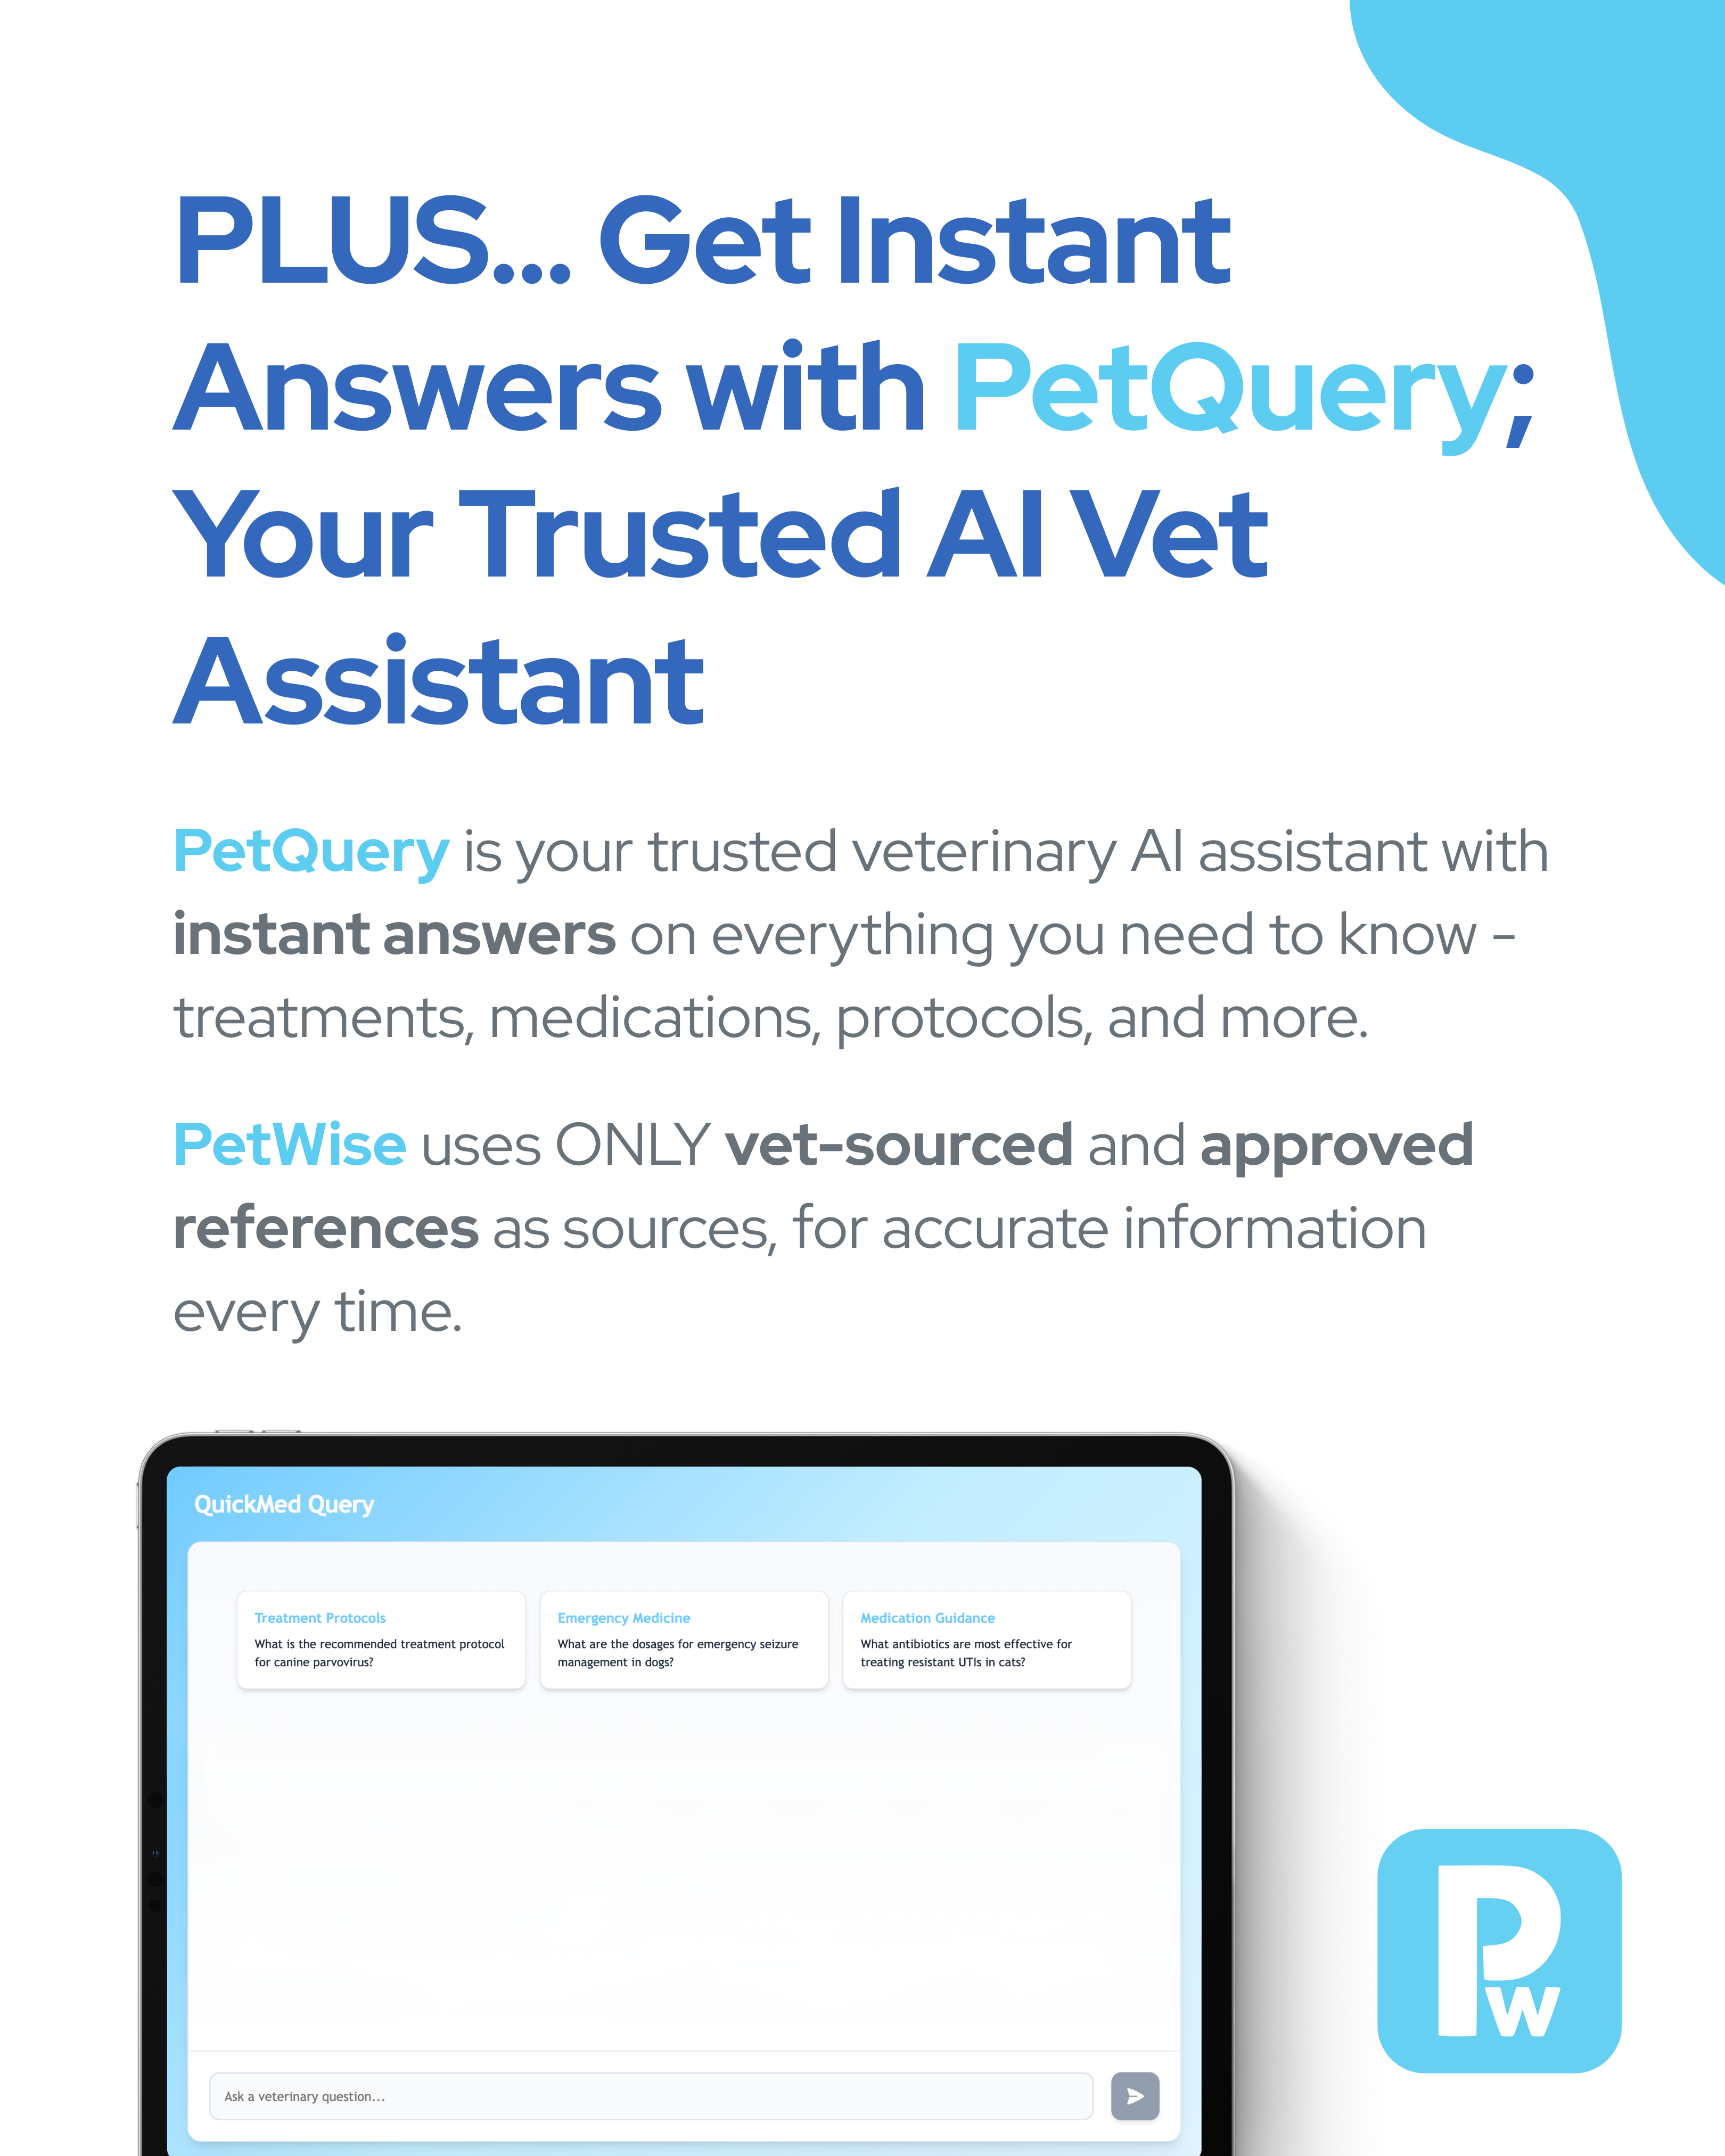 PLUS... Get Instant
Answers with PetQuery;
Your Trusted AI Vet
Assistant
PetQuery is your trusted veterinary AI assistant with
instant answers on everything you need to know –
treatments, medications, protocols, and more.
PetWise uses ONLY vet-sourced and approved
references as sources, for accurate information
every time.
QuickMed Query
Treatment Protocols
What is the recommended treatment protocol
for canine parvovirus?
Emergency Medicine
What are the dosages for emergency seizure
management in dogs?
Medication Guidance
What antibiotics are most effective for
treating resistant UTIs in cats?
Ask a veterinary question...
Pw